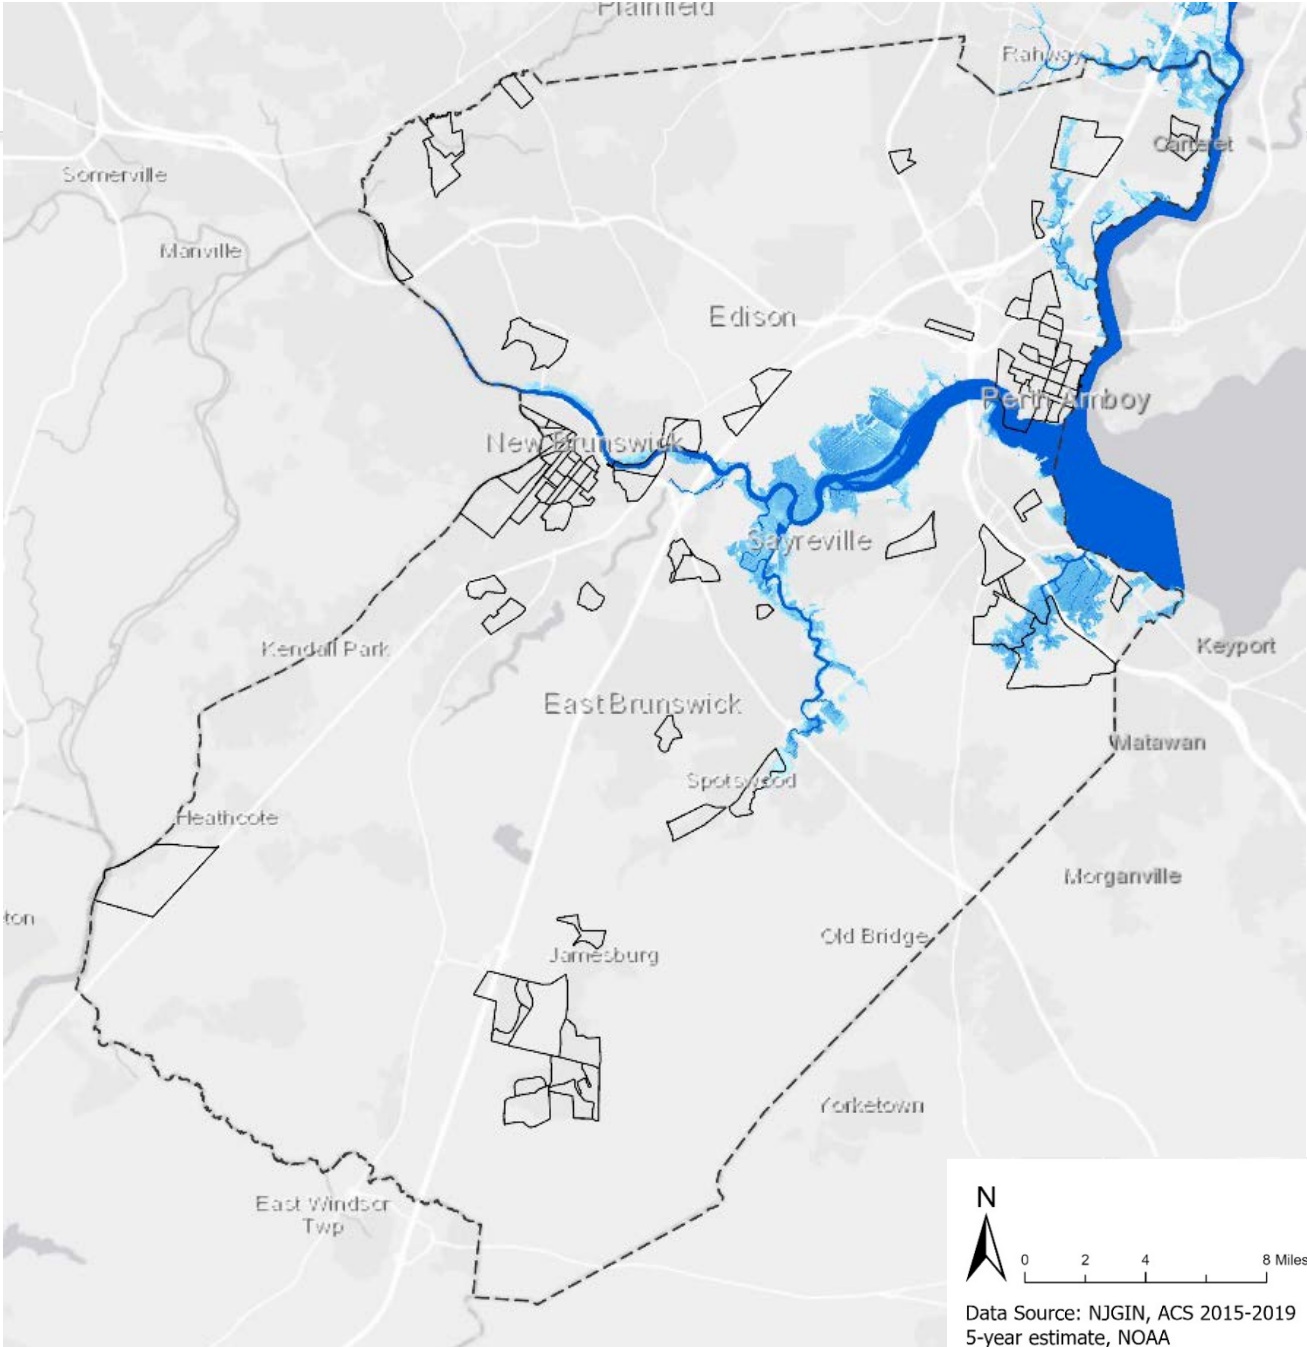 Plainfield
Rahway
Carteret
Somerville
Manville
Edison
Perth Amboy
New Brunswick
Sayreville
Kendall Park
Keyport
East Brunswick
Matawan
Spotswood
Heathcote
Morganville
ton
Old Bridge
Jamesburg
Yorketown
East Windsor
Twp
N
0 2 4 8 Miles
Data Source: NJGIN, ACS 2015-2019
5-year estimate, NOAA